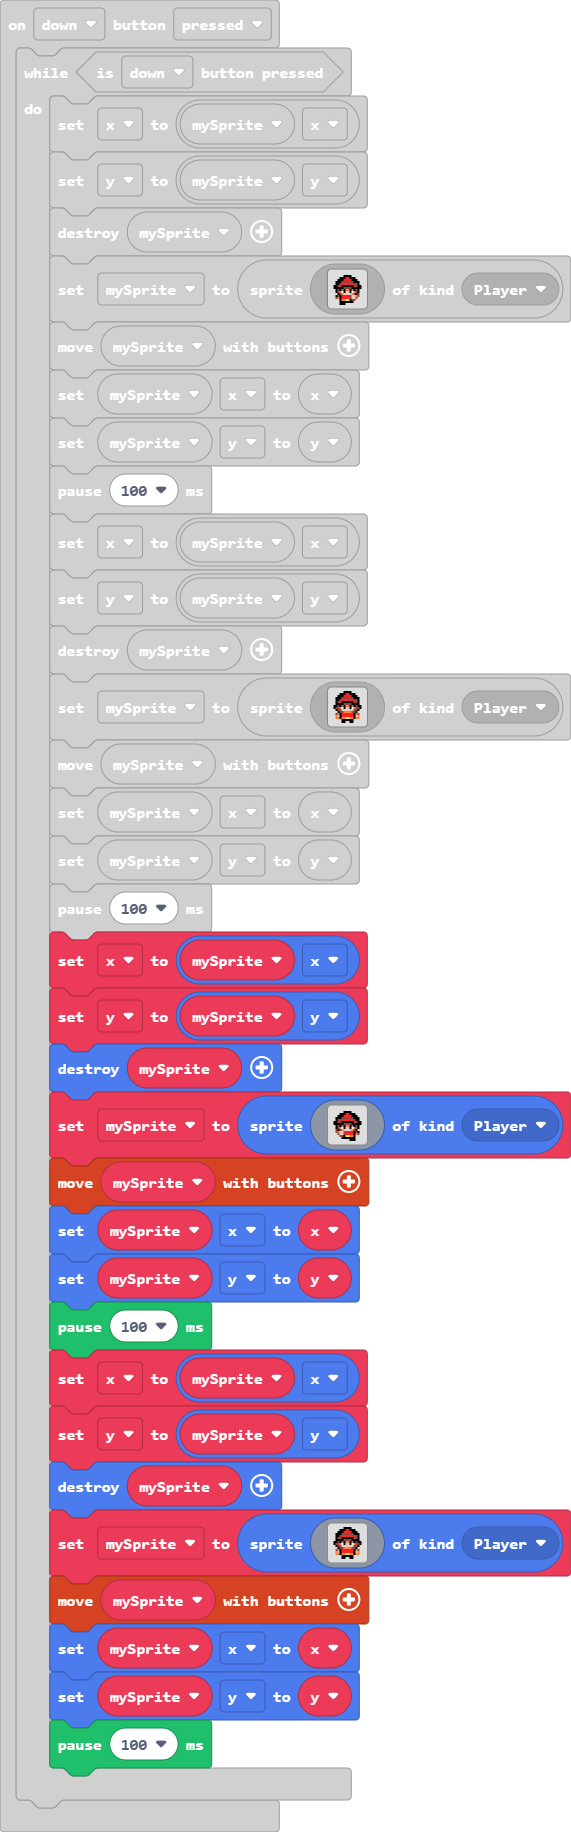 on down button pressed
while is down button pressed
do
set x to mySprite x
set y to mySprite y
destroy mySprite
set mySprite to sprite of kind Player
move mySprite with buttons
set mySprite x to x
set mySprite y to y
pause 100 ms
set x to mySprite x
set y to mySprite y
destroy mySprite
set mySprite to sprite of kind Player
move mySprite with buttons
set mySprite x to x
set mySprite y to y
pause 100 ms
set x to mySprite x
set y to mySprite y
destroy mySprite
set mySprite to sprite of kind Player
move mySprite with buttons
set mySprite x to x
set mySprite y to y
pause 100 ms
set x to mySprite x
set y to mySprite y
destroy mySprite
set mySprite to sprite of kind Player
move mySprite with buttons
set mySprite x to x
set mySprite y to y
pause 100 ms